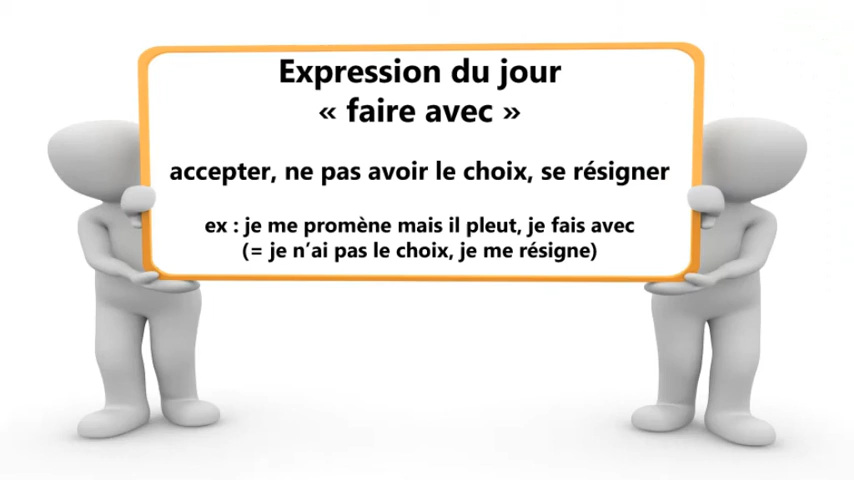 Expression du jour
« faire avec »
accepter, ne pas avoir le choix, se résigner
ex : je me promène mais il pleut, je fais avec
(= je n’ai pas le choix, je me résigne)